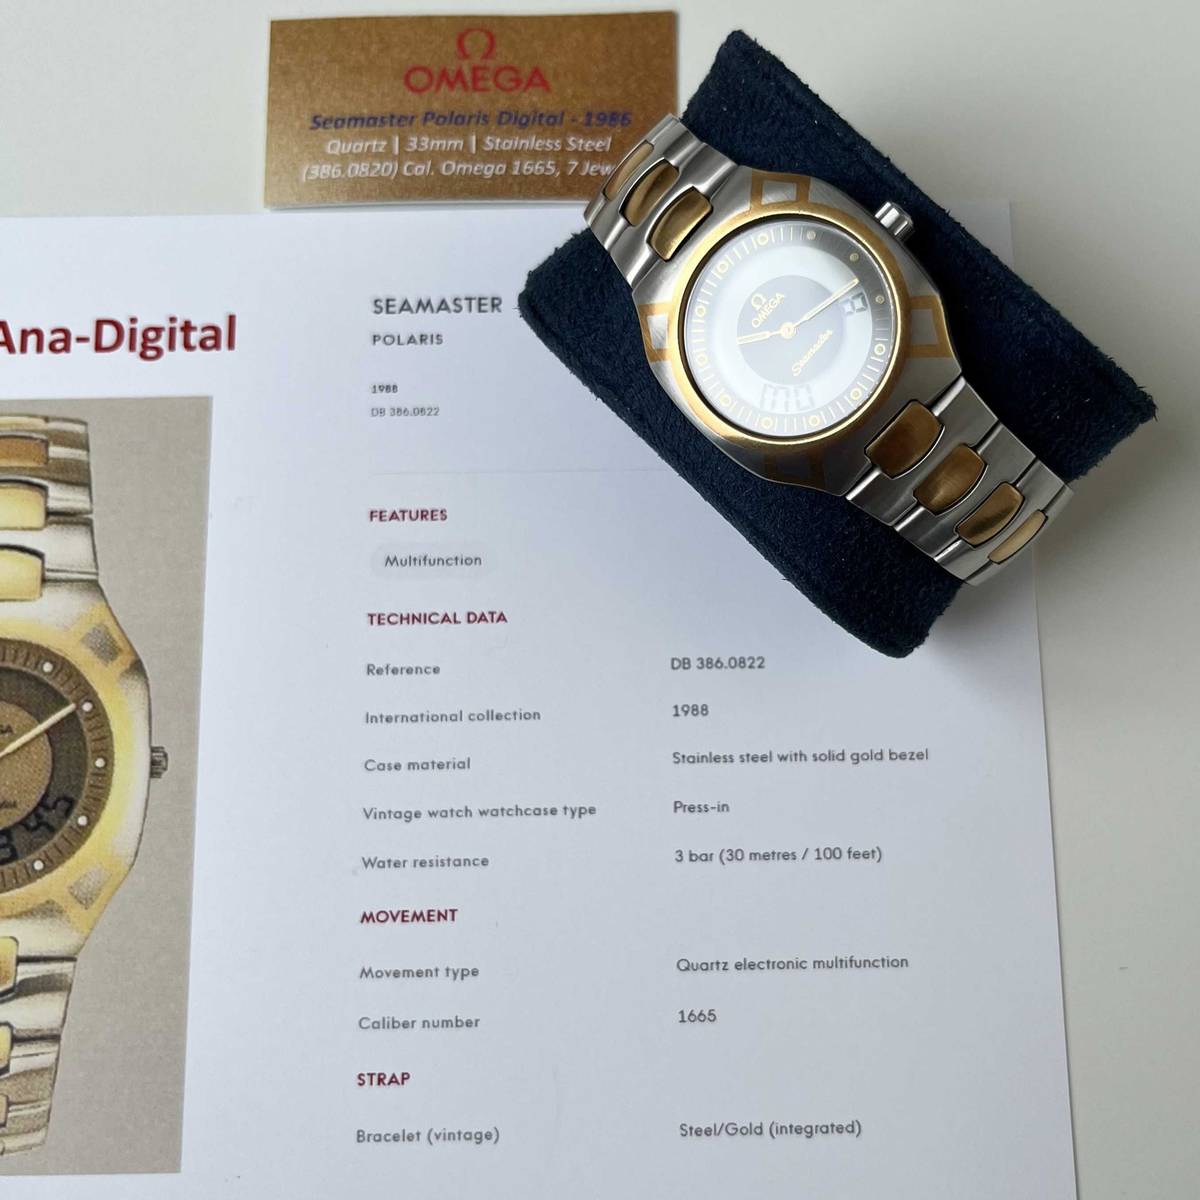 Ω
OMEGA
Seamaster Polaris Digital - 1986
Quartz | 33mm | Stainless Steel
(386.0820) Cal. Omega 1665, 7 Jew
Ana-Digital
SEAMASTER
POLARIS
1988
DB 386.0822
FEATURES
Multifunction
TECHNICAL DATA
Reference DB 386.0822
International collection 1988
Case material Stainless steel with solid gold bezel
Vintage watch watchcase type Press-in
Water resistance 3 bar (30 metres / 100 feet)
MOVEMENT
Movement type Quartz electronic multifunction
Caliber number 1665
STRAP
Bracelet (vintage) Steel/Gold (integrated)
Ω
OMEGA
Seamaster